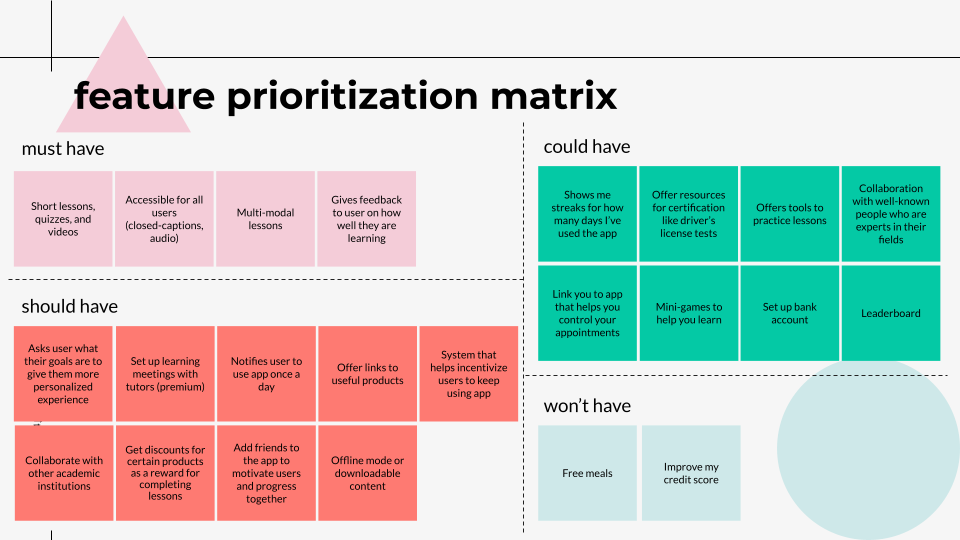 feature prioritization matrix
must have
Short lessons,
quizzes, and
videos
Accessible for all
users
(closed-captions,
audio)
Multi-modal
lessons
Gives feedback
to user on how
well they are
learning
should have
Asks user what
their goals are to
give them more
personalized
experience
Set up learning
meetings with
tutors (premium)
Notifies user to
use app once a
day
Offer links to
useful products
System that
helps incentivize
users to keep
using app
Collaborate with
other academic
institutions
Get discounts for
certain products
as a reward for
completing
lessons
Add friends to
the app to
motivate users
and progress
together
Offline mode or
downloadable
content
could have
Shows me
streaks for how
many days I've
used the app
Offer resources
for certification
like driver's
license tests
Offers tools to
practice lessons
Collaboration
with well-known
people who are
experts in their
fields
Link you to app
that helps you
control your
appointments
Mini-games to
help you learn
Set up bank
account
Leaderboard
won't have
Free meals
Improve my
credit score